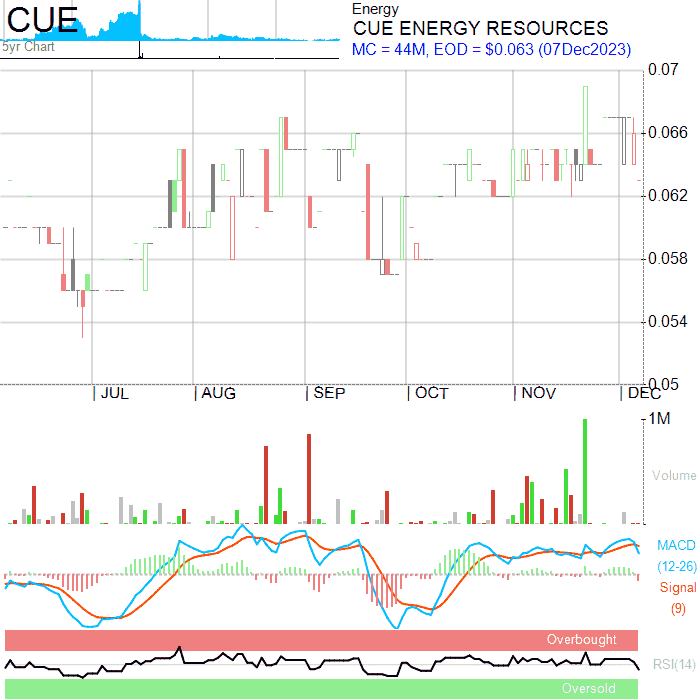 CUE
5yr Chart
Energy
CUE ENERGY RESOURCES
MC = 44M, EOD = $0.063 (07Dec2023)
0.07
0.066
0.062
0.058
0.054
0.05
JUL AUG SEP OCT NOV DEC
1M
Volume
MACD
(12-26)
Signal
(9)
Overbought
RSI(14)
Oversold